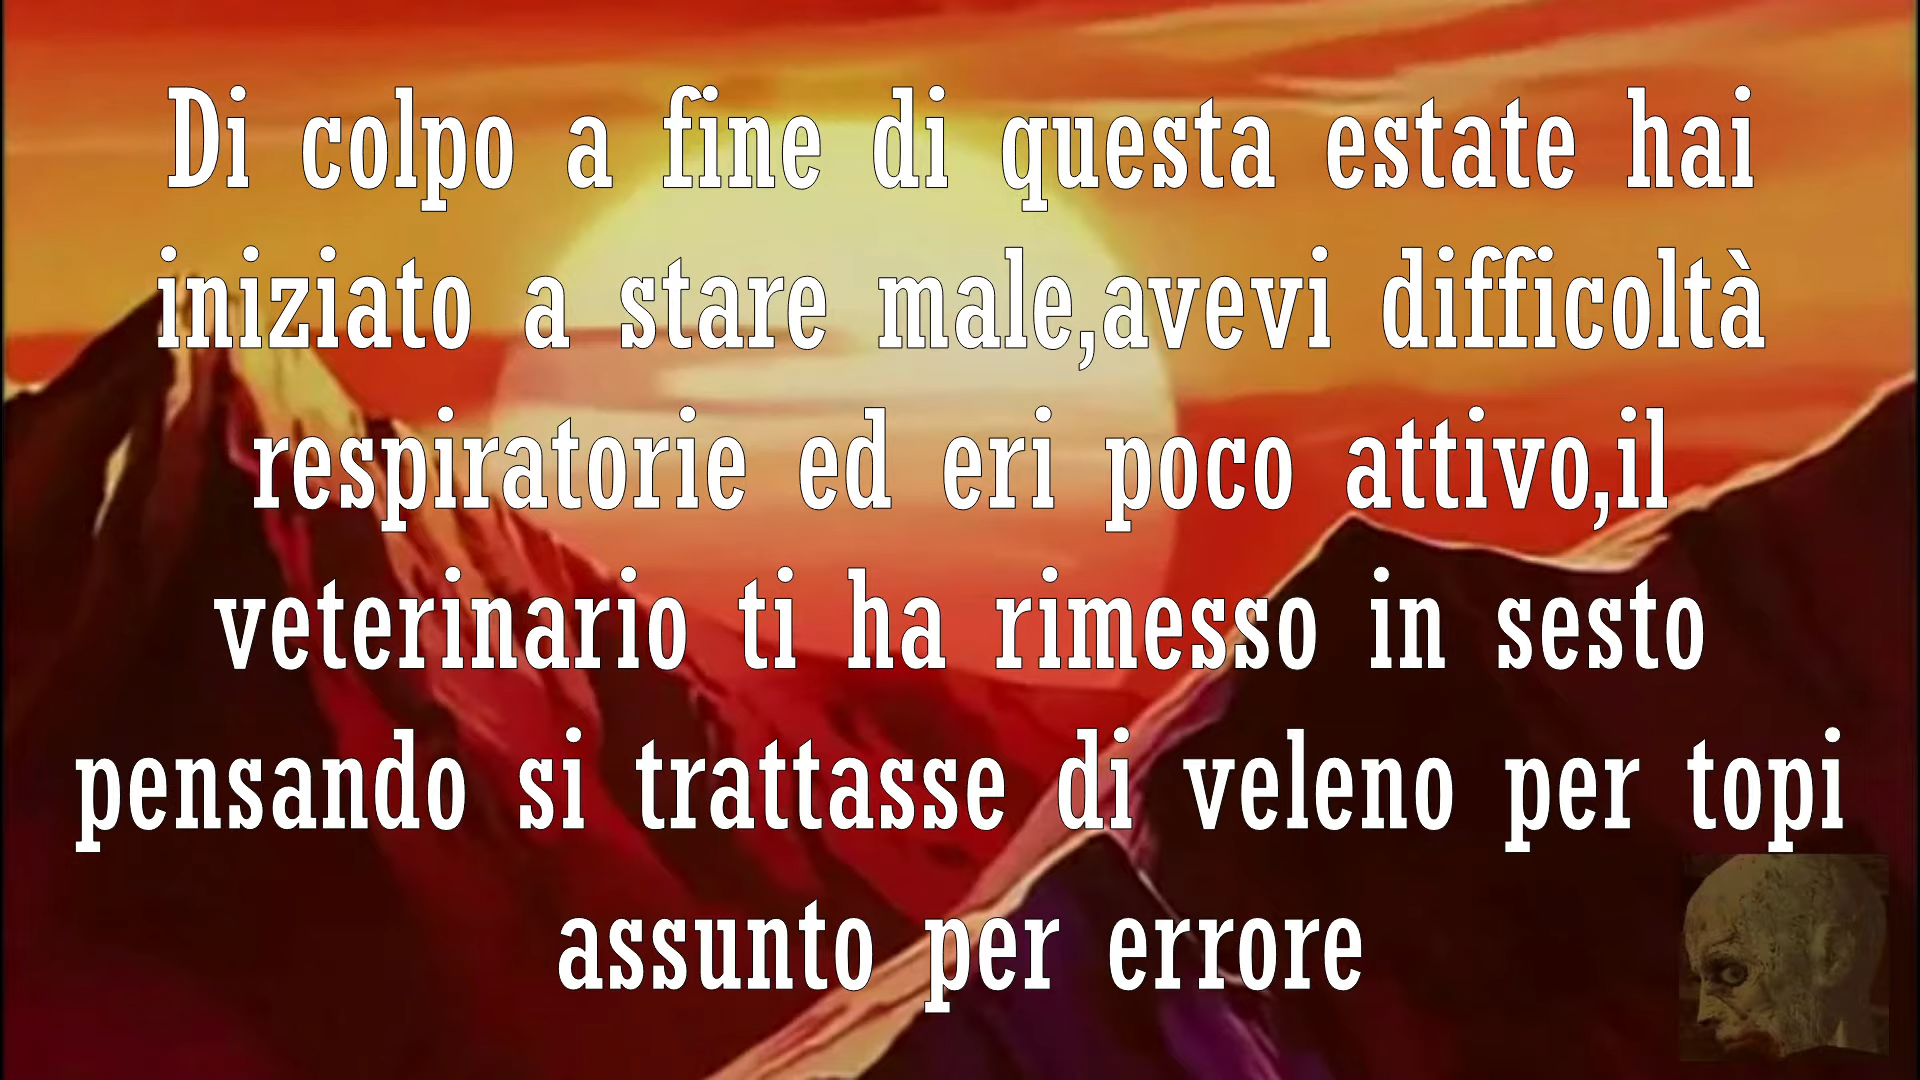 Di colpo a fine di questa estate hai
iniziato a stare male,avevi difficoltà
respiratorie ed eri poco attivo,il
veterinario ti ha rimesso in sesto
pensando si trattasse di veleno per topi
assunto per errore